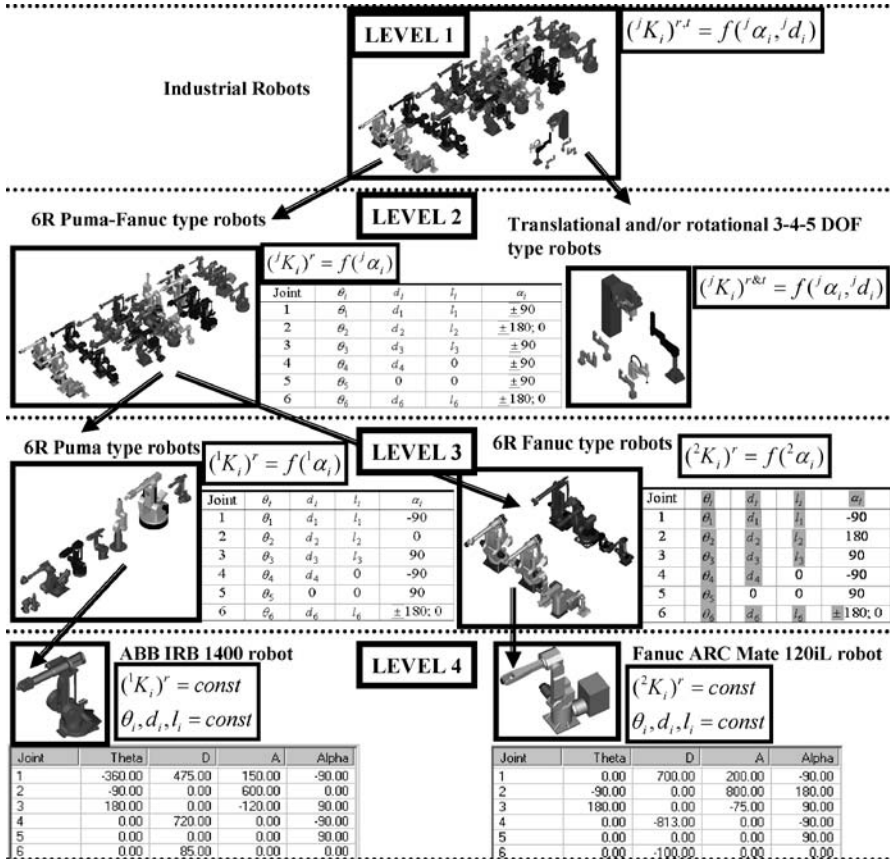 LEVEL 1
(ʲKᵢ)ʳ·ᵗ = f(ʲαᵢ,ʲdᵢ)
Industrial Robots
6R Puma-Fanuc type robots
LEVEL 2
Translational and/or rotational 3-4-5 DOF
type robots
(ʲKᵢ)ʳ = f(ʲαᵢ)
Joint θᵢ dᵢ lᵢ αᵢ
1 θ₁ d₁ l₁ ±90
2 θ₂ d₂ l₂ ±180; 0
3 θ₃ d₃ l₃ ±90
4 θ₄ d₄ 0 ±90
5 θ₅ 0 0 ±90
6 θ₆ d₆ l₆ ±180; 0
(ʲKᵢ)ʳ&ᵗ = f(ʲαᵢ,ʲdᵢ)
6R Puma type robots
LEVEL 3
6R Fanuc type robots
(¹Kᵢ)ʳ = f(¹αᵢ)
Joint θᵢ dᵢ lᵢ αᵢ
1 θ₁ d₁ l₁ -90
2 θ₂ d₂ l₂ 0
3 θ₃ d₃ l₃ 90
4 θ₄ d₄ 0 -90
5 θ₅ 0 0 90
6 θ₆ d₆ l₆ ±180; 0
(²Kᵢ)ʳ = f(²αᵢ)
Joint θᵢ dᵢ lᵢ αᵢ
1 θ₁ d₁ l₁ -90
2 θ₂ d₂ l₂ 180
3 θ₃ d₃ l₃ 90
4 θ₄ d₄ 0 -90
5 θ₅ 0 0 90
6 θ₆ d₆ l₆ ±180; 0
ABB IRB 1400 robot
LEVEL 4
Fanuc ARC Mate 120iL robot
(¹Kᵢ)ʳ = const
θᵢ, dᵢ, lᵢ = const
(²Kᵢ)ʳ = const
θᵢ, dᵢ, lᵢ = const
Joint Theta D A Alpha
1 -360.00 475.00 150.00 -90.00
2 -90.00 0.00 600.00 0.00
3 180.00 0.00 -120.00 90.00
4 0.00 720.00 0.00 -90.00
5 0.00 0.00 0.00 90.00
6 0.00 85.00 0.00 0.00
Joint Theta D A Alpha
1 0.00 700.00 200.00 -90.00
2 -90.00 0.00 800.00 180.00
3 180.00 0.00 -75.00 90.00
4 0.00 -813.00 0.00 -90.00
5 0.00 0.00 0.00 90.00
6 0.00 -100.00 0.00 0.00